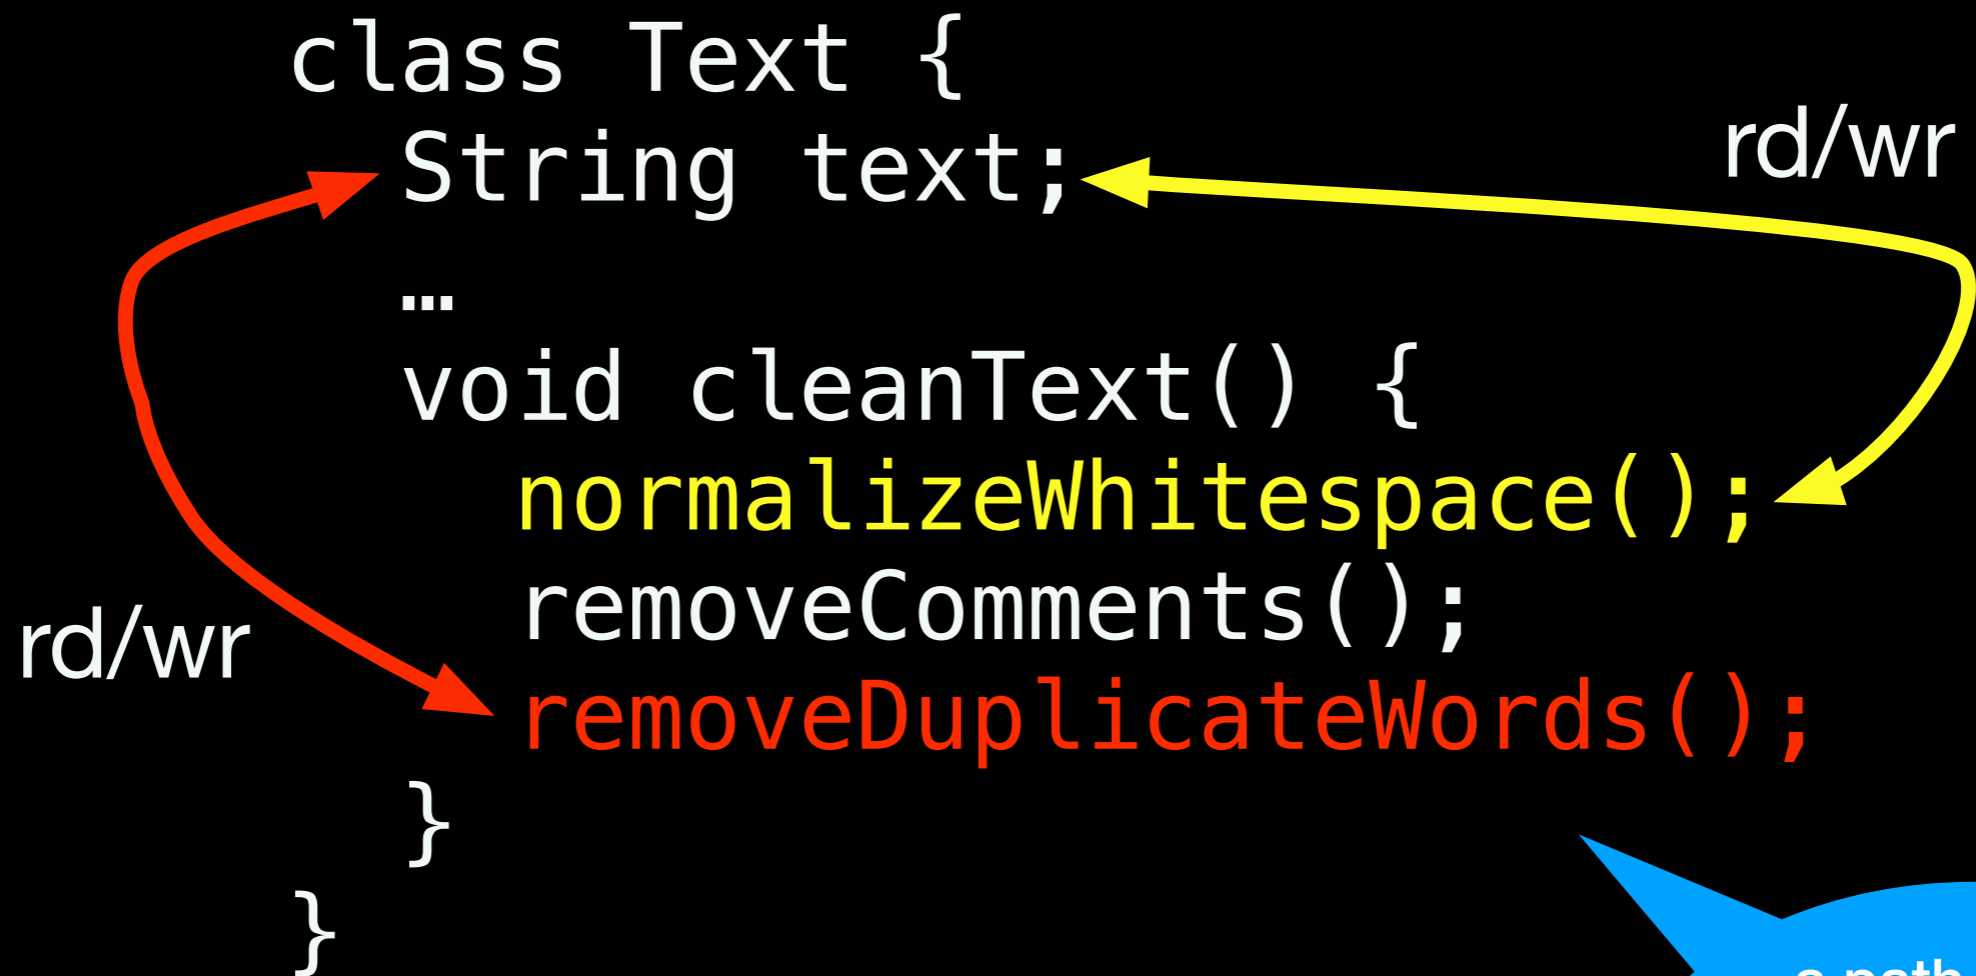 class Text {
String text;
rd/wr
…
void cleanText() {
normalizeWhitespace();
removeComments();
rd/wr
removeDuplicateWords();
}
}